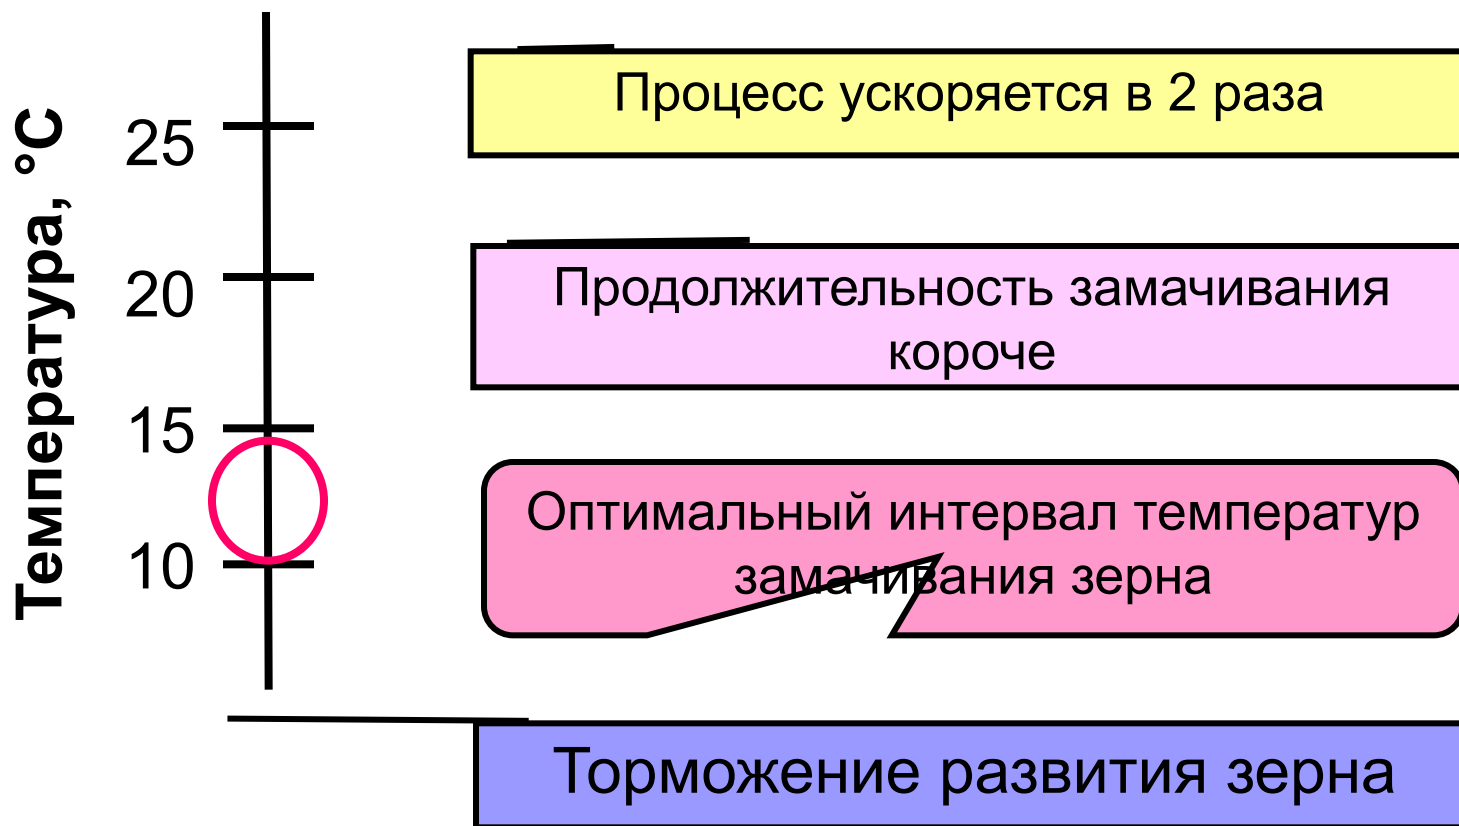 Температура, °С
25
20
15
10
Процесс ускоряется в 2 раза
Продолжительность замачивания
короче
Оптимальный интервал температур
замачивания зерна
Торможение развития зерна